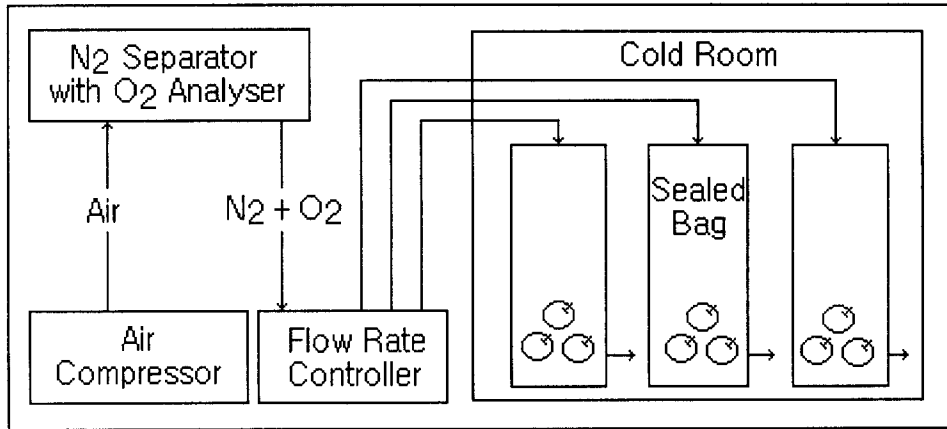 N2 Separator
with O2 Analyser
Cold Room
Air
N2 + O2
Sealed
Bag
Air
Compressor
Flow Rate
Controller